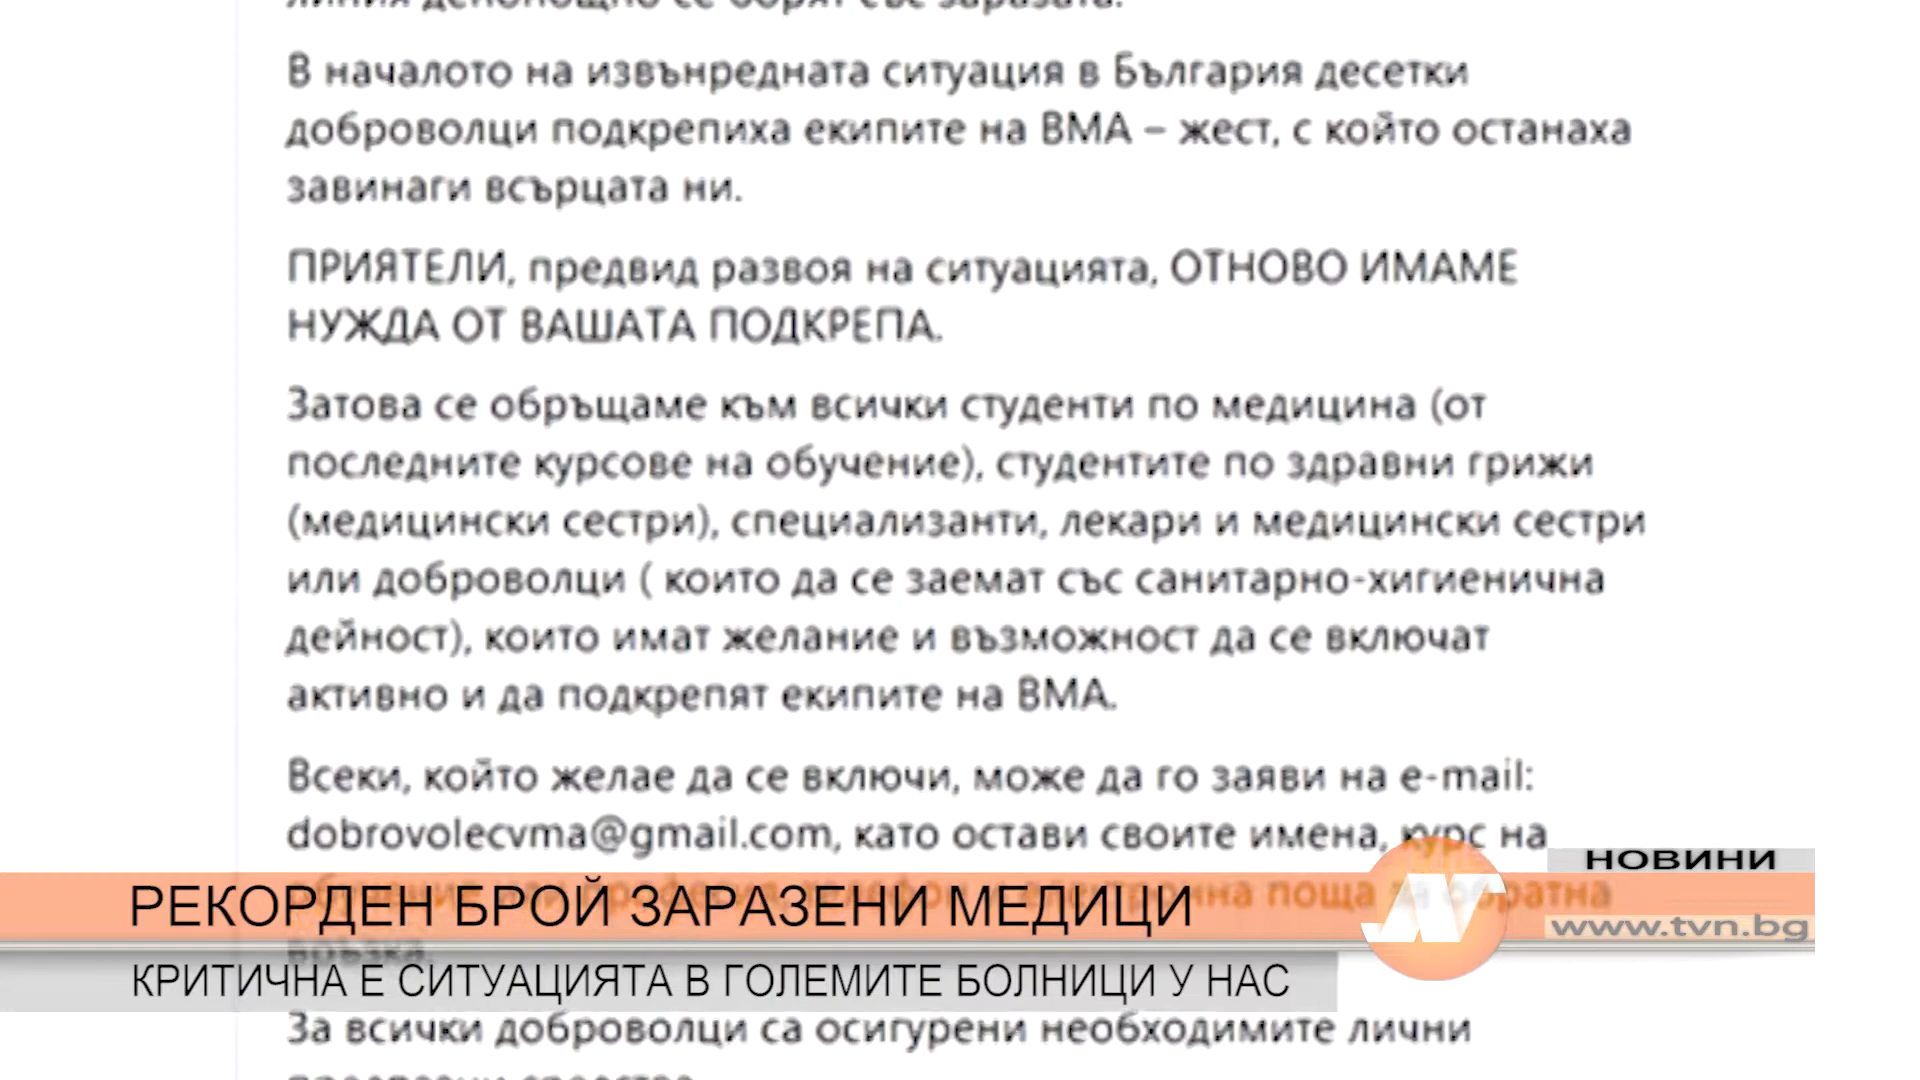 В началото на извънредната ситуация в България десетки
доброволци подкрепиха екипите на ВМА – жест, с който останаха
завинаги всърцата ни.
ПРИЯТЕЛИ, предвид развоя на ситуацията, ОТНОВО ИМАМЕ
НУЖДА ОТ ВАШАТА ПОДКРЕПА.
Затова се обръщаме към всички студенти по медицина (от
последните курсове на обучение), студентите по здравни грижи
(медицински сестри), специализанти, лекари и медицински сестри
или доброволци ( които да се заемат със санитарно-хигиенична
дейност), които имат желание и възможност да се включат
активно и да подкрепят екипите на ВМА.
Всеки, който желае да се включи, може да го заяви на e-mail:
dobrovolecvma@gmail.com, като остави своите имена, курс на
поща за обратна
връзка.
НОВИНИ
www.tvn.bg
РЕКОРДЕН БРОЙ ЗАРАЗЕНИ МЕДИЦИ
КРИТИЧНА Е СИТУАЦИЯТА В ГОЛЕМИТЕ БОЛНИЦИ У НАС
За всички доброволци са осигурени необходимите лични